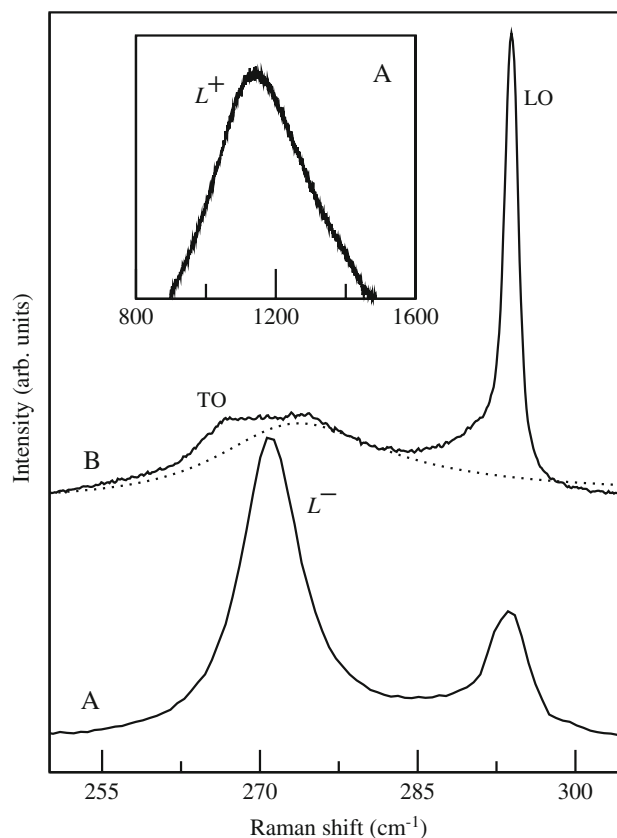 A
L+
LO
800 1200 1600
TO
B
L−
A
Intensity (arb. units)
255 270 285 300
Raman shift (cm-1)